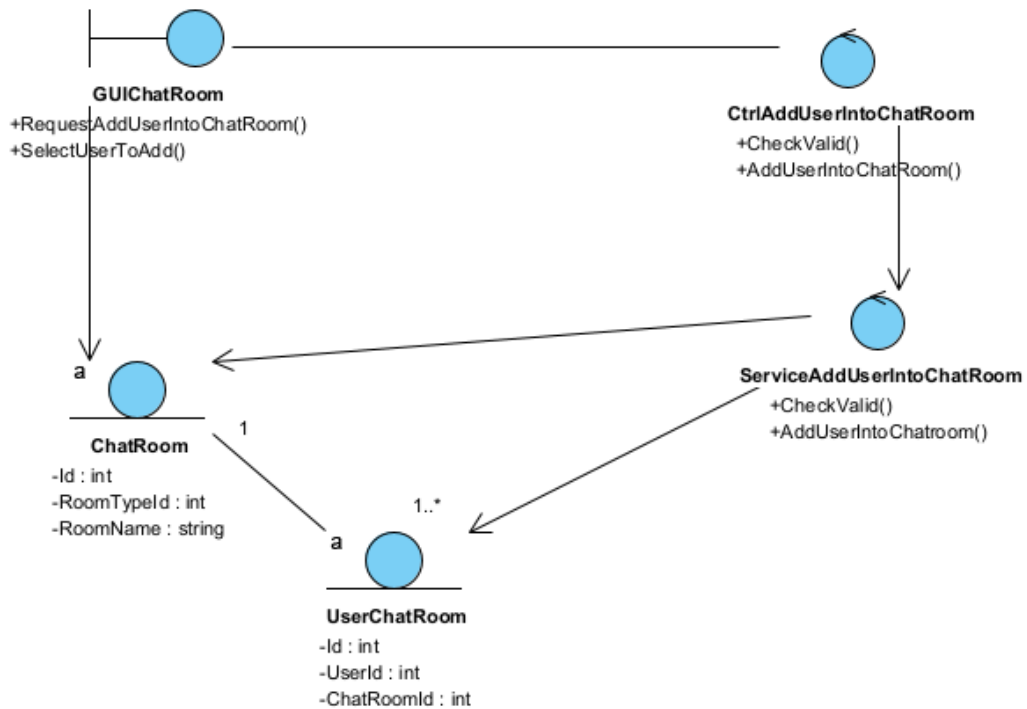 GUIChatRoom
+RequestAddUserIntoChatRoom()
+SelectUserToAdd()
CtrlAddUserIntoChatRoom
+CheckValid()
+AddUserIntoChatRoom()
ServiceAddUserIntoChatRoom
+CheckValid()
+AddUserIntoChatroom()
a
ChatRoom
-Id : int
-RoomTypeId : int
-RoomName : string
1
1..*
a
UserChatRoom
-Id : int
-UserId : int
-ChatRoomId : int